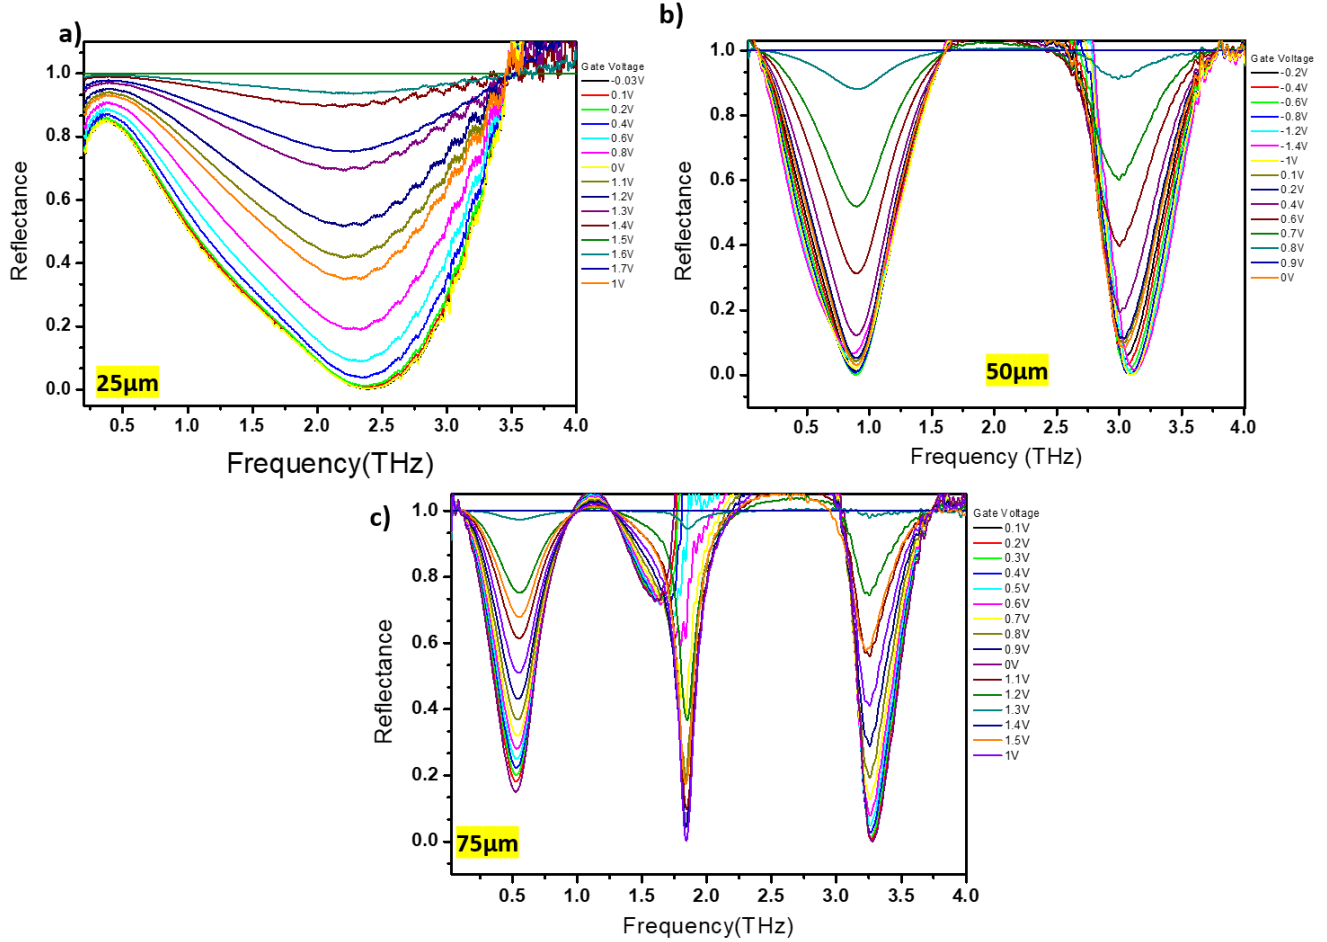 a)
Reflectance
1.0
0.8
0.6
0.4
0.2
0.0
25µm
0.5
1.0
1.5
2.0
2.5
3.0
3.5
4.0
Frequency(THz)
Gate Voltage
-0.03V
0.1V
0.2V
0.4V
0.6V
0.8V
0V
1.1V
1.2V
1.3V
1.4V
1.5V
1.6V
1.7V
1V
b)
Reflectance
1.0
0.8
0.6
0.4
0.2
0.0
50µm
0.5
1.0
1.5
2.0
2.5
3.0
3.5
4.0
Frequency (THz)
Gate Voltage
-0.2V
-0.4V
-0.6V
-0.8V
-1.2V
-1.4V
-1V
0.1V
0.2V
0.4V
0.6V
0.7V
0.8V
0.9V
0V
c)
Reflectance
1.0
0.8
0.6
0.4
0.2
0.0
75µm
0.5
1.0
1.5
2.0
2.5
3.0
3.5
4.0
Frequency(THz)
Gate Voltage
0.1V
0.2V
0.3V
0.4V
0.5V
0.6V
0.7V
0.8V
0.9V
0V
1.1V
1.2V
1.3V
1.4V
1.5V
1V